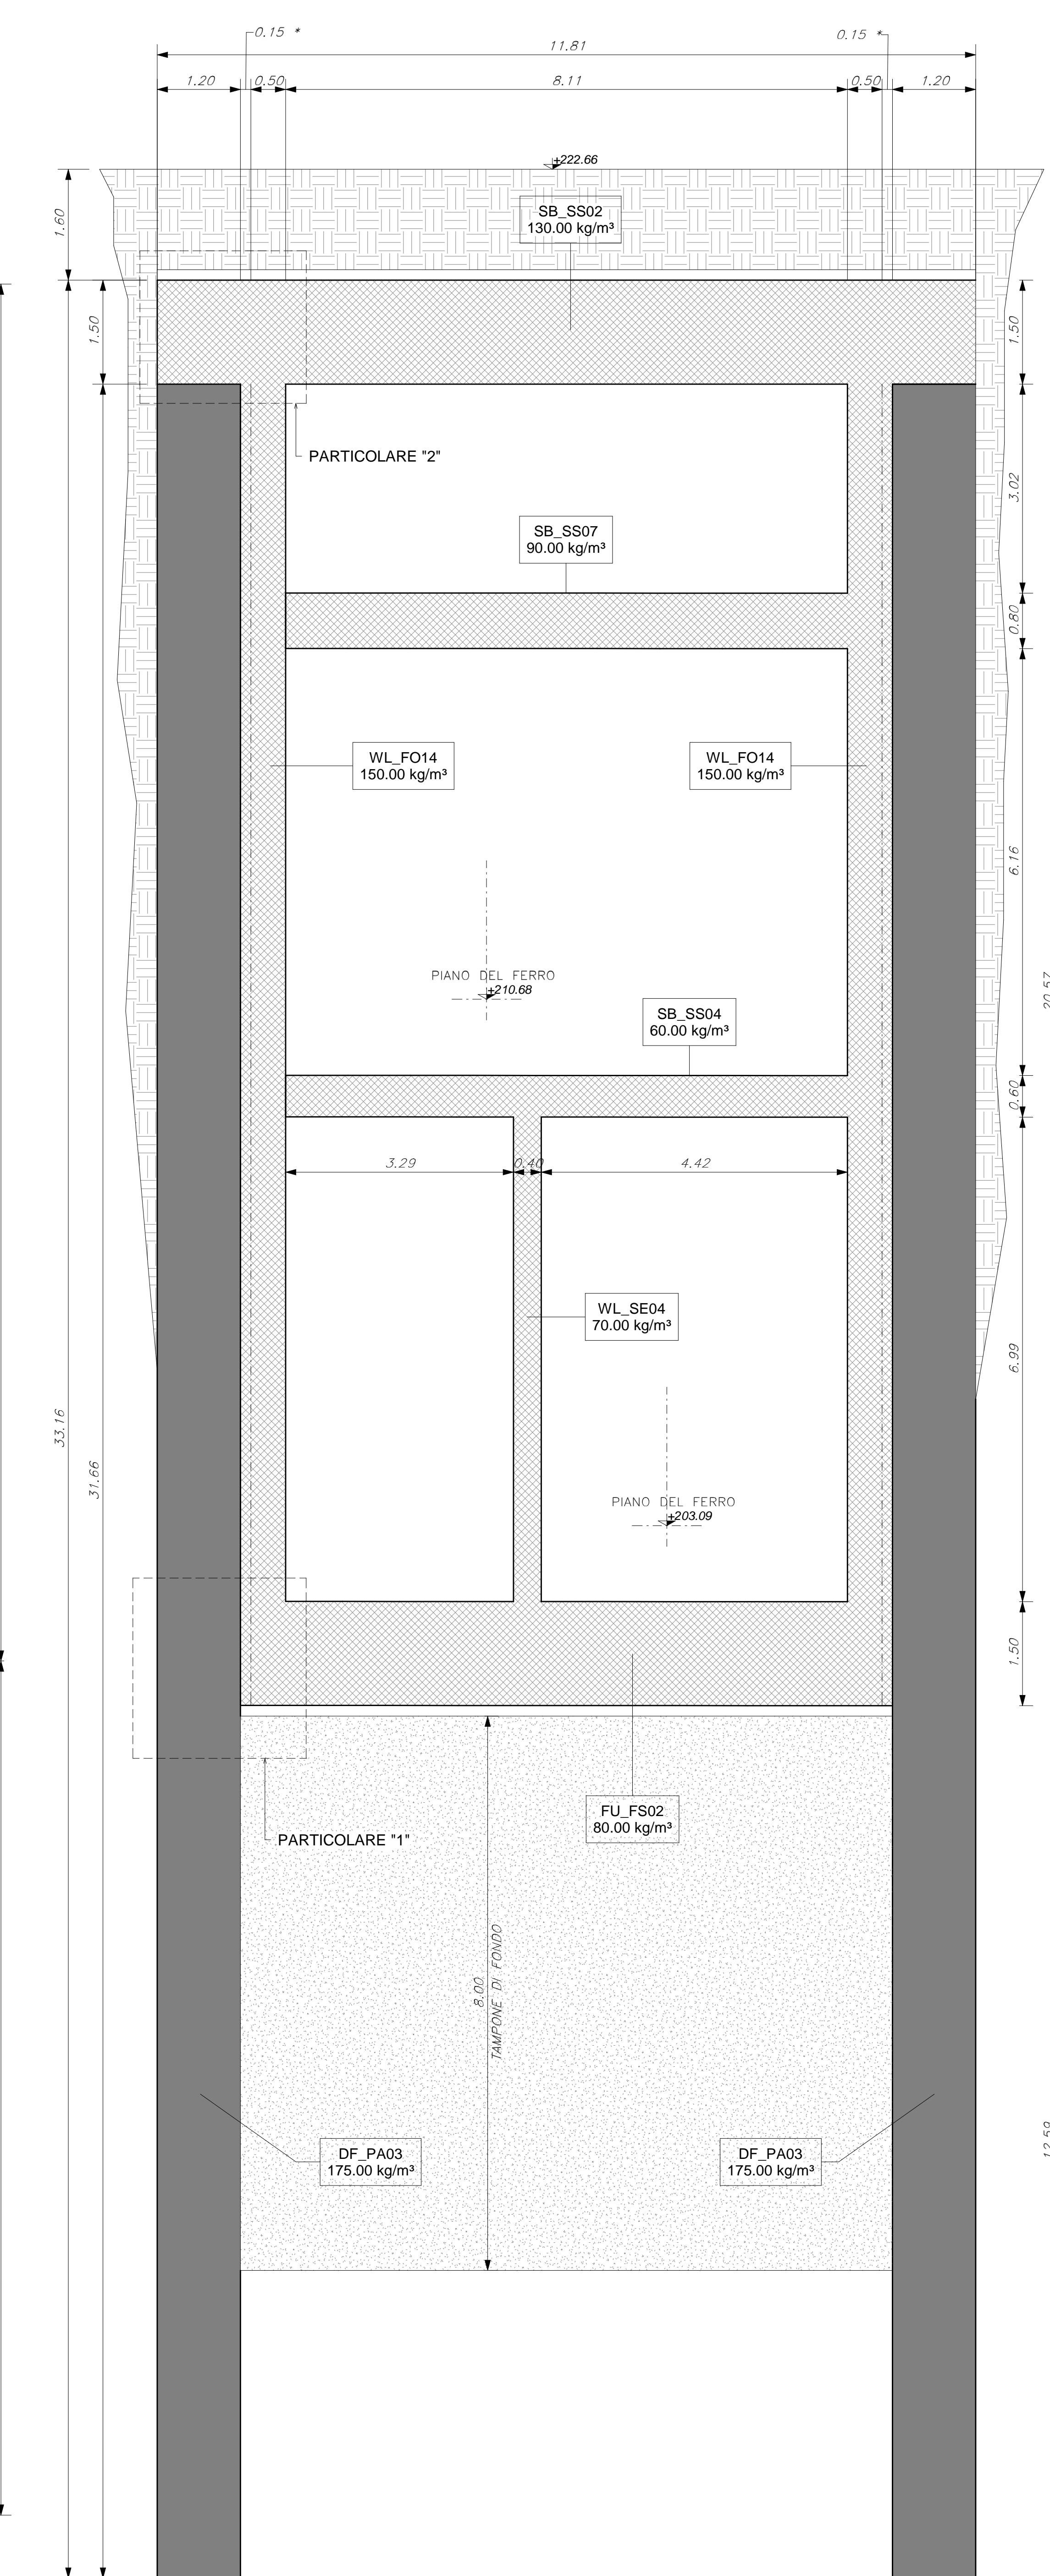 0.15 *
0.15 *
11.81
1.20
0.50
8.11
0.50
1.20
+222.66
1.60
SB_SS02
130.00 kg/m³
1.50
1.50
PARTICOLARE "2"
3.02
SB_SS07
90.00 kg/m³
0.80
WL_FO14
150.00 kg/m³
WL_FO14
150.00 kg/m³
6.16
PIANO DEL FERRO
+210.68
20.57
SB_SS04
60.00 kg/m³
0.60
3.29
0.40
4.42
WL_SE04
70.00 kg/m³
6.99
33.16
31.66
PIANO DEL FERRO
+203.09
1.50
FU_FS02
80.00 kg/m³
PARTICOLARE "1"
8.00
TAMPONE DI FONDO
12.59
DF_PA03
175.00 kg/m³
DF_PA03
175.00 kg/m³